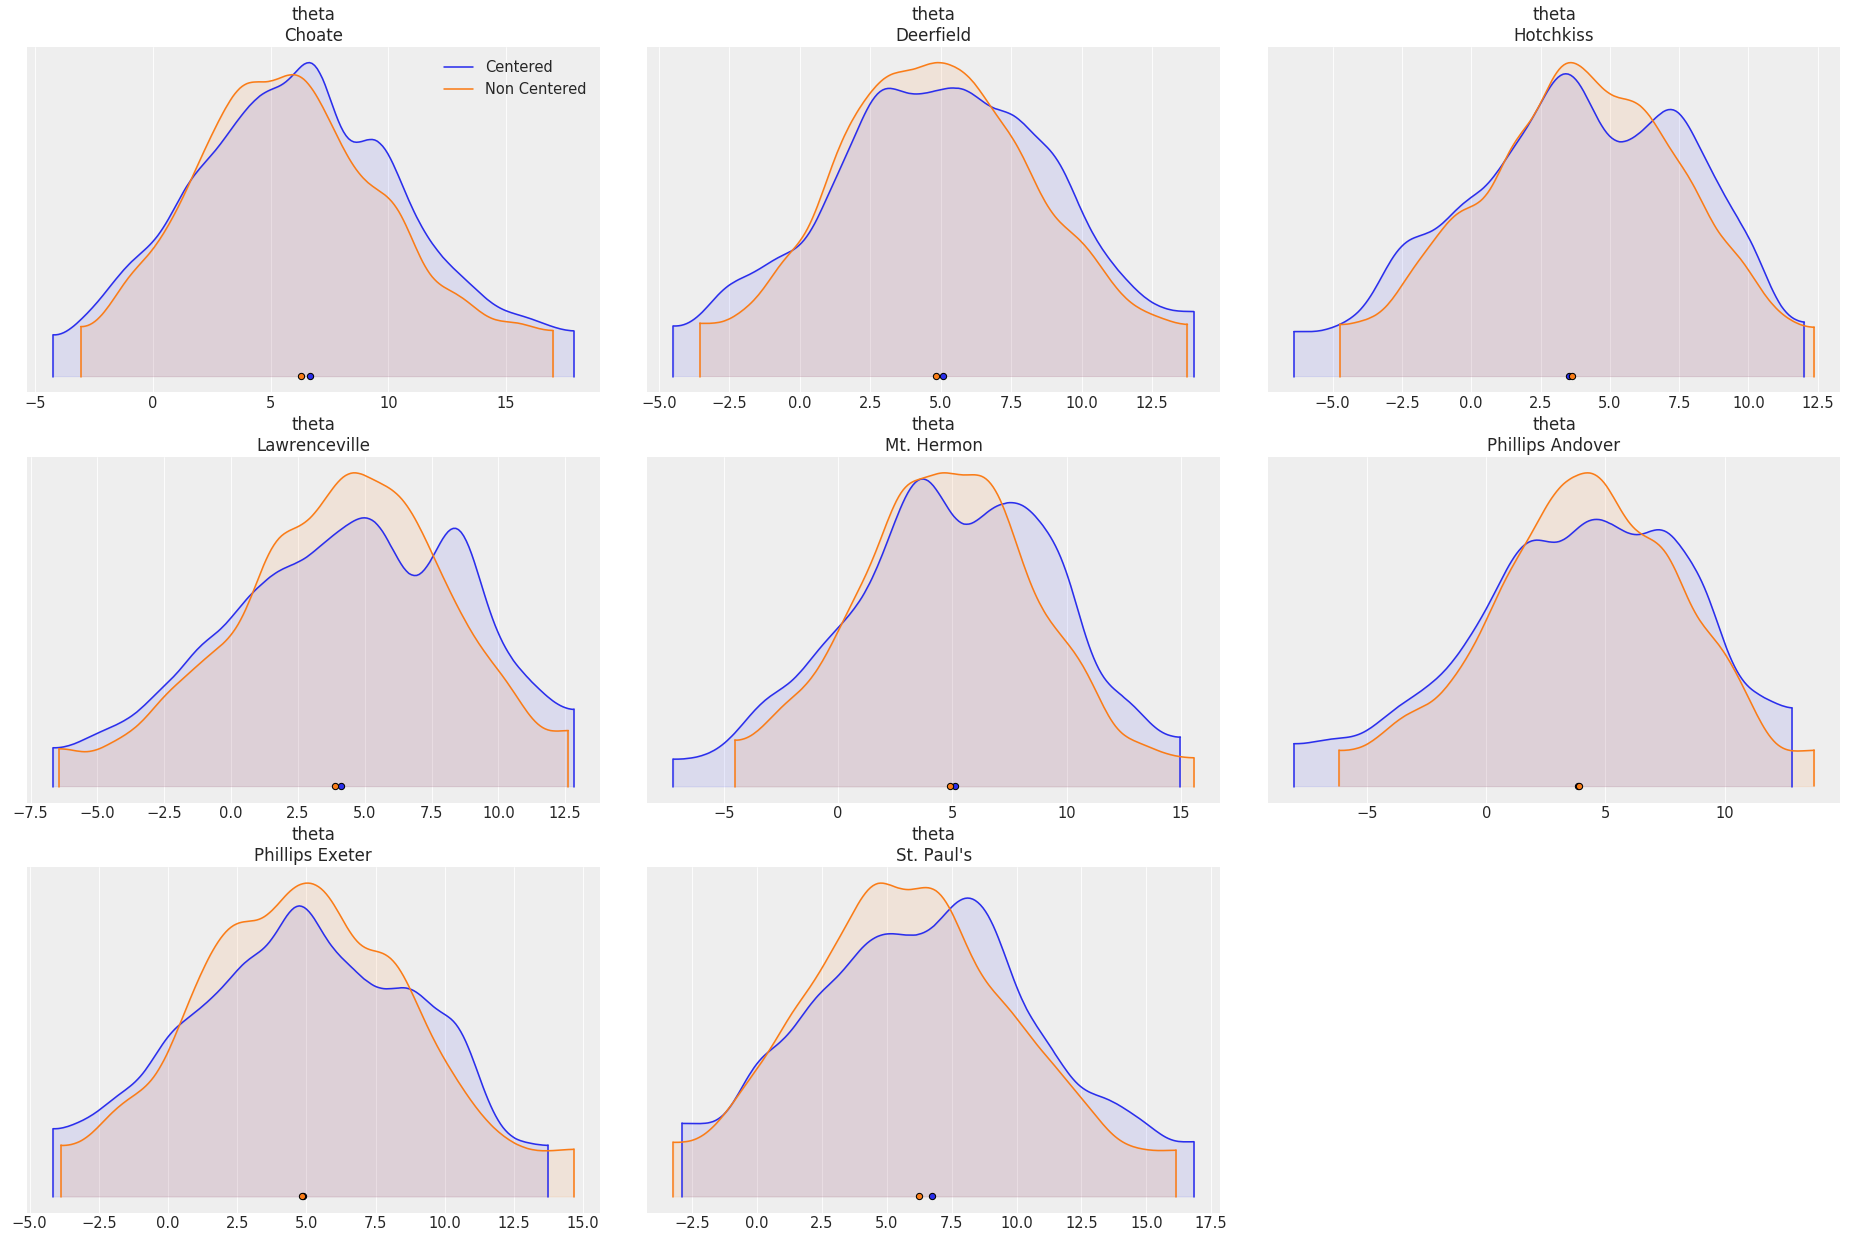 theta
Choate
Centered
Non Centered
−5 0 5 10 15
theta
Deerfield
−5.0 −2.5 0.0 2.5 5.0 7.5 10.0 12.5
theta
Hotchkiss
−5.0 −2.5 0.0 2.5 5.0 7.5 10.0 12.5
theta
Lawrenceville
−7.5 −5.0 −2.5 0.0 2.5 5.0 7.5 10.0 12.5
theta
Mt. Hermon
−5 0 5 10 15
theta
Phillips Andover
−5 0 5 10
theta
Phillips Exeter
−5.0 −2.5 0.0 2.5 5.0 7.5 10.0 12.5 15.0
theta
St. Paul's
−2.5 0.0 2.5 5.0 7.5 10.0 12.5 15.0 17.5